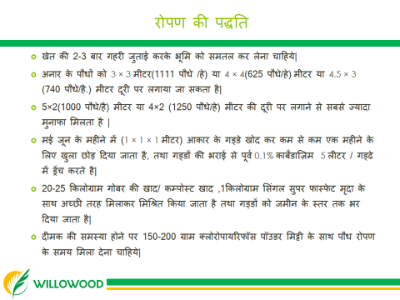 रोपण की पद्धति
खेत की 2-3 बार गहरी जुताई करके भूमि को समतल कर लेना चाहिये|
अनार के पौधों को 3 × 3 मीटर(1111 पौधे /हे) या 4 × 4(625 पौधे/हे) मीटर या 4.5 × 3
(740 पौधे/है.) मीटर दूरी पर लगाया जा सकता है|
5×2(1000 पौधे/है) मीटर या 4×2 (1250 पौधे/हे) मीटर की दूरी पर लगाने से सबसे ज्यादा
मुनाफा मिलता है |
मई जून के महीने में (1 × 1 × 1 मीटर) आकार के गड्डे खोद कर कम से कम एक महीने के
लिए खुला छोड़ दिया जाता है, तथा गड्डों की भराई से पूर्व 0.1% कार्बेंडाजिम 5 लीटर / गड्डे
में ड्रेंच करते है|
20-25 किलोग्राम गोबर की खाद/ कम्पोस्ट खाद ,1किलोग्राम सिंगल सुपर फास्फेट मृदा के
साथ अच्छी तरह मिलाकर मिश्रित किया जाता है तथा गड्डों को जमीन के स्तर तक भर
दिया जाता है|
दीमक की समस्या होने पर 150-200 ग्राम क्लोरोपायरिफॉस पॉउडर मिट्टी के साथ पौध रोपण
के समय मिला देना चाहिये|
WILLOWOOD